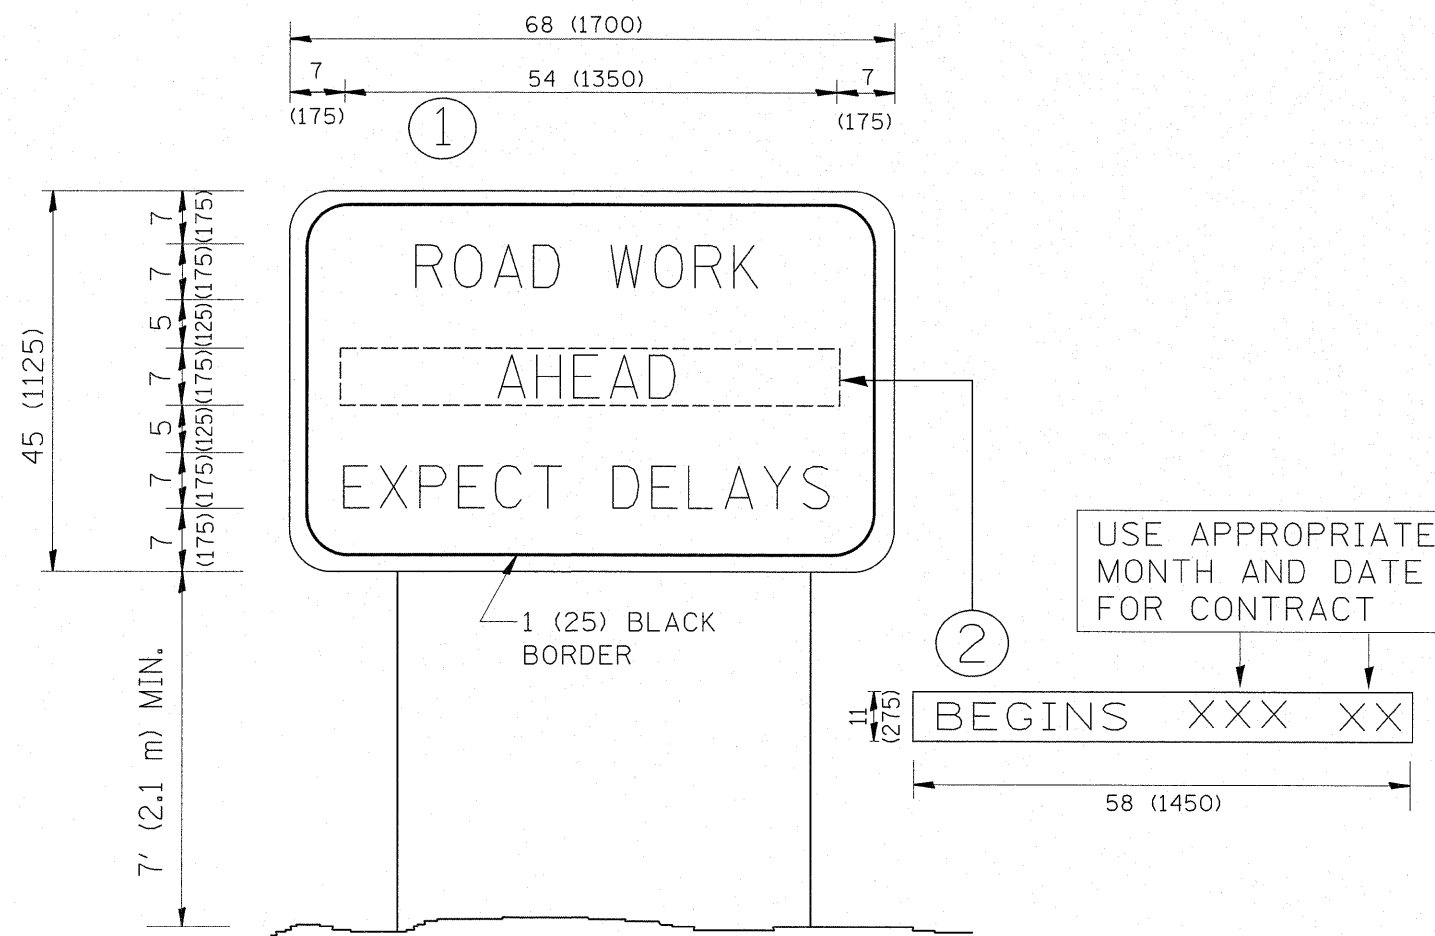 68 (1700)
7
54 (1350)
7
(175)
(175)
1
45 (1125)
7 (175)
7 (175)
5 (125)
7 (175)
5 (125)
7 (175)
7 (175)
ROAD WORK
AHEAD
EXPECT DELAYS
1 (25) BLACK
BORDER
7' (2.1 m) MIN.
2
USE APPROPRIATE
MONTH AND DATE
FOR CONTRACT
11
(275)
BEGINS XXX XX
58 (1450)